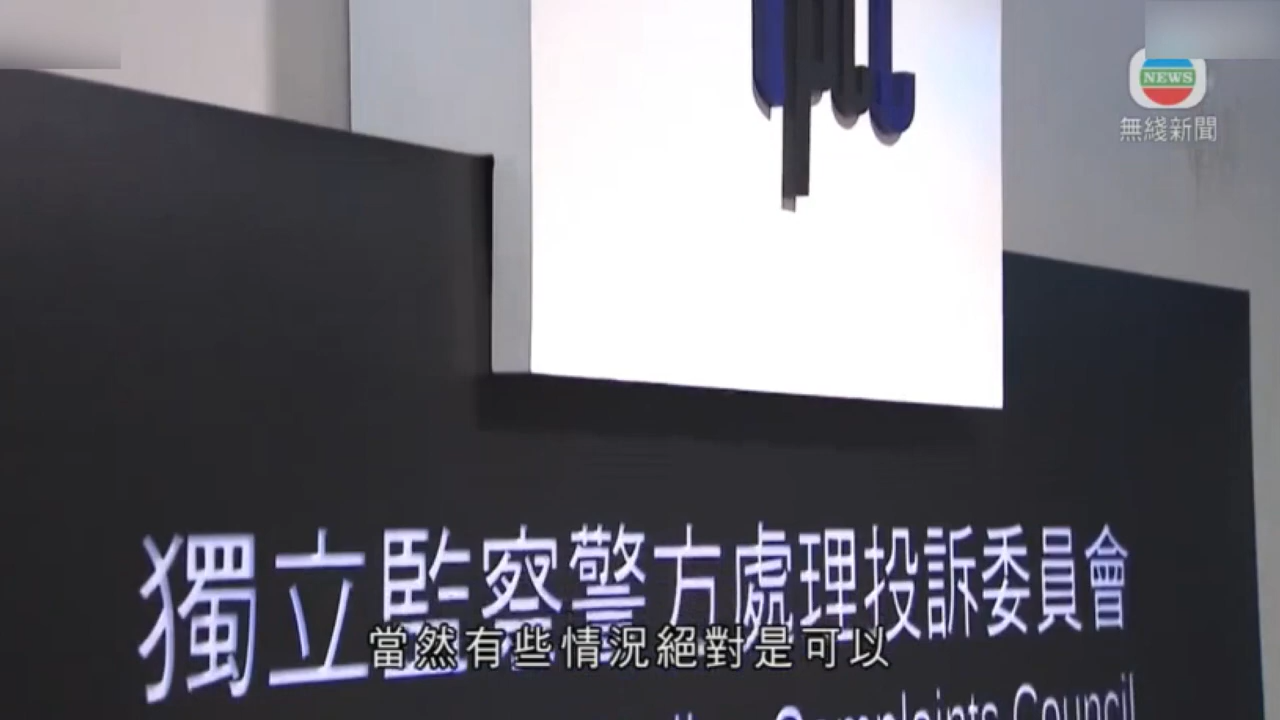 NEWS
無綫新聞
獨立監察警方處理投訴委員會
當然有些情況絕對是可以
Complaints Council